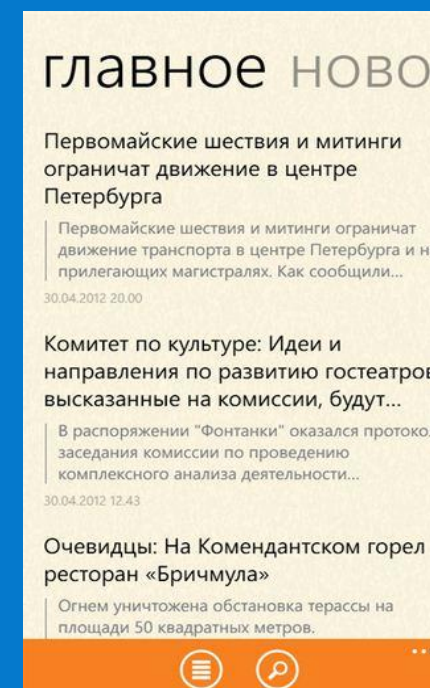 главное ново
Первомайские шествия и митинги
ограничат движение в центре
Петербурга
Первомайские шествия и митинги ограничат
движение транспорта в центре Петербурга и н
прилегающих магистралях. Как сообщили...
30.04.2012 20.00
Комитет по культуре: Идеи и
направления по развитию гостеатров
высказанные на комиссии, будут...
В распоряжении "Фонтанки" оказался протокол
заседания комиссии по проведению
комплексного анализа деятельности...
30.04.2012 12.43
Очевидцы: На Комендантском горел
ресторан «Бричмула»
Огнем уничтожена обстановка терассы на
площади 50 квадратных метров.